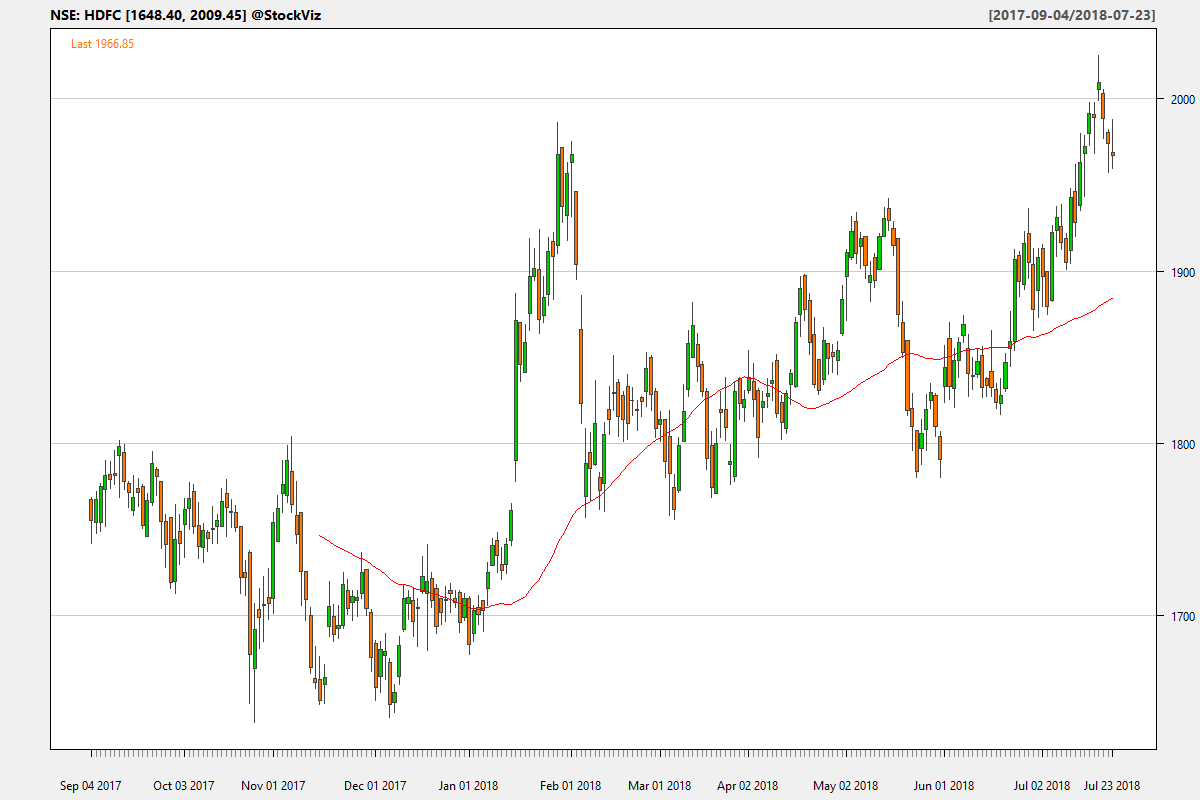 NSE: HDFC [1648.40, 2009.45] @StockViz [2017-09-04/2018-07-23]
Last 1966.85
2000
1900
1800
1700
Sep 04 2017 Oct 03 2017 Nov 01 2017 Dec 01 2017 Jan 01 2018 Feb 01 2018 Mar 01 2018 Apr 02 2018 May 02 2018 Jun 01 2018 Jul 02 2018 Jul 23 2018